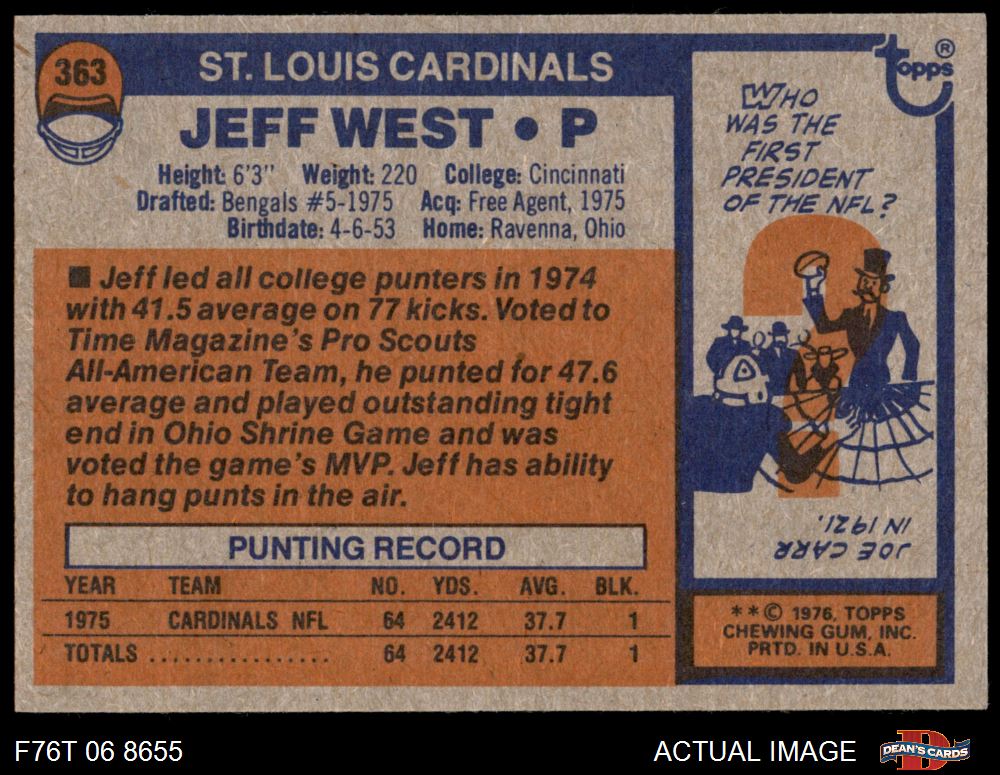 363
ST. LOUIS CARDINALS
JEFF WEST • P
Height: 6'3" Weight: 220 College: Cincinnati
Drafted: Bengals #5-1975 Acq: Free Agent, 1975
Birthdate: 4-6-53 Home: Ravenna, Ohio
■ Jeff led all college punters in 1974
with 41.5 average on 77 kicks. Voted to
Time Magazine's Pro Scouts
All-American Team, he punted for 47.6
average and played outstanding tight
end in Ohio Shrine Game and was
voted the game's MVP. Jeff has ability
to hang punts in the air.
PUNTING RECORD
YEAR TEAM NO. YDS. AVG. BLK.
1975 CARDINALS NFL 64 2412 37.7 1
TOTALS ................ 64 2412 37.7 1
topps ®
WHO
WAS THE
FIRST
PRESIDENT
OF THE NFL?
JOE CARR
IN 1921.
**© 1976, TOPPS
CHEWING GUM, INC.
PRTD. IN U.S.A.
F76T 06 8655
ACTUAL IMAGE
DEAN'S CARDS